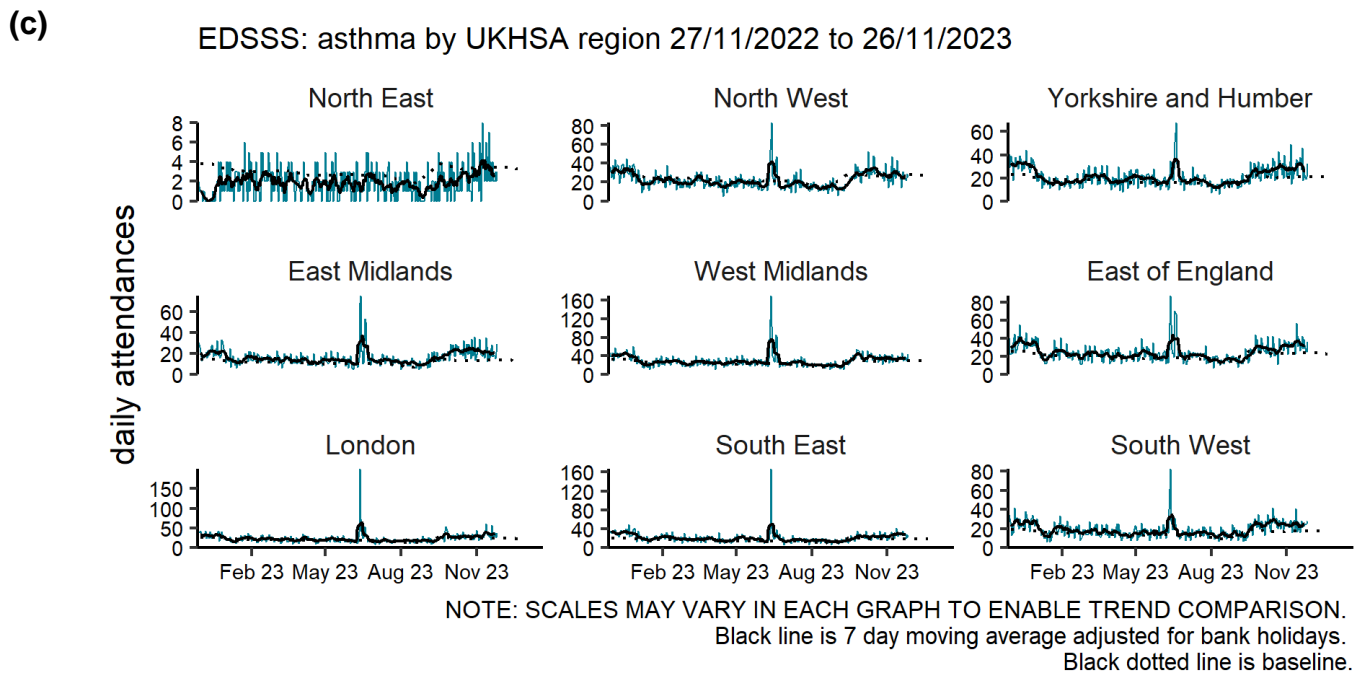 (c)
EDSSS: asthma by UKHSA region 27/11/2022 to 26/11/2023
North East
North West
Yorkshire and Humber
8
6
4
2
0
80
60
40
20
0
60
40
20
0
daily attendances
East Midlands
West Midlands
East of England
60
40
20
0
160
120
80
40
0
80
60
40
20
0
London
South East
South West
150
100
50
0
160
120
80
40
0
80
60
40
20
0
Feb 23 May 23 Aug 23 Nov 23
Feb 23 May 23 Aug 23 Nov 23
Feb 23 May 23 Aug 23 Nov 23
NOTE: SCALES MAY VARY IN EACH GRAPH TO ENABLE TREND COMPARISON.
Black line is 7 day moving average adjusted for bank holidays.
Black dotted line is baseline.